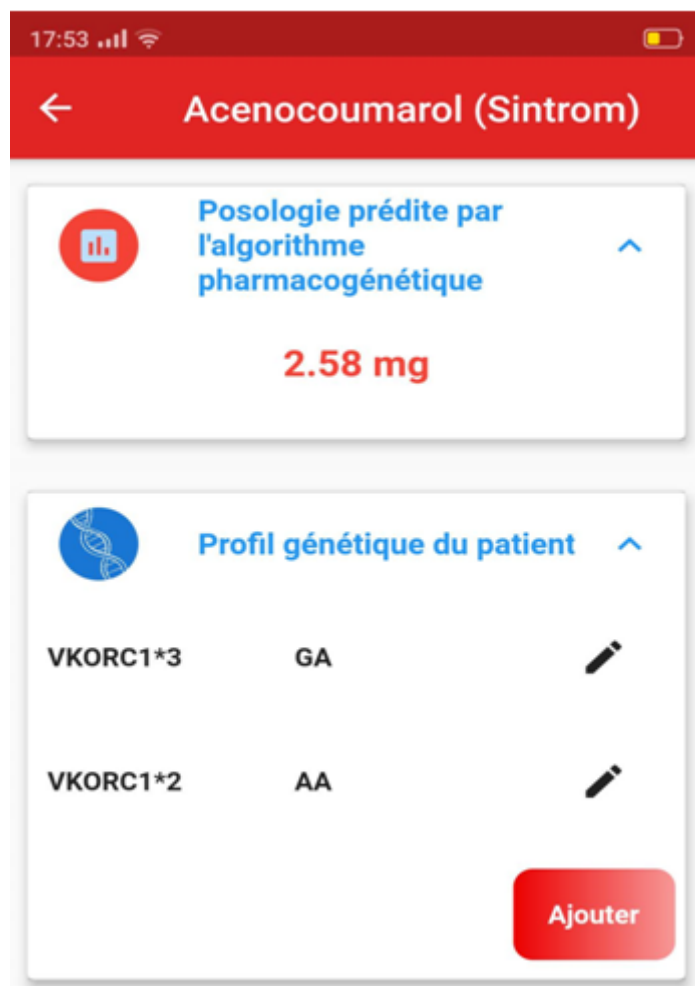 17:53
Acenocoumarol (Sintrom)
Posologie prédite par
l'algorithme
pharmacogénétique
2.58 mg
Profil génétique du patient
VKORC1*3 GA
VKORC1*2 AA
Ajouter